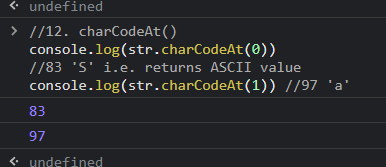 undefined
//12. charCodeAt()
console.log(str.charCodeAt(0))
//83 'S' i.e. returns ASCII value
console.log(str.charCodeAt(1)) //97 'a'
83
97
undefined